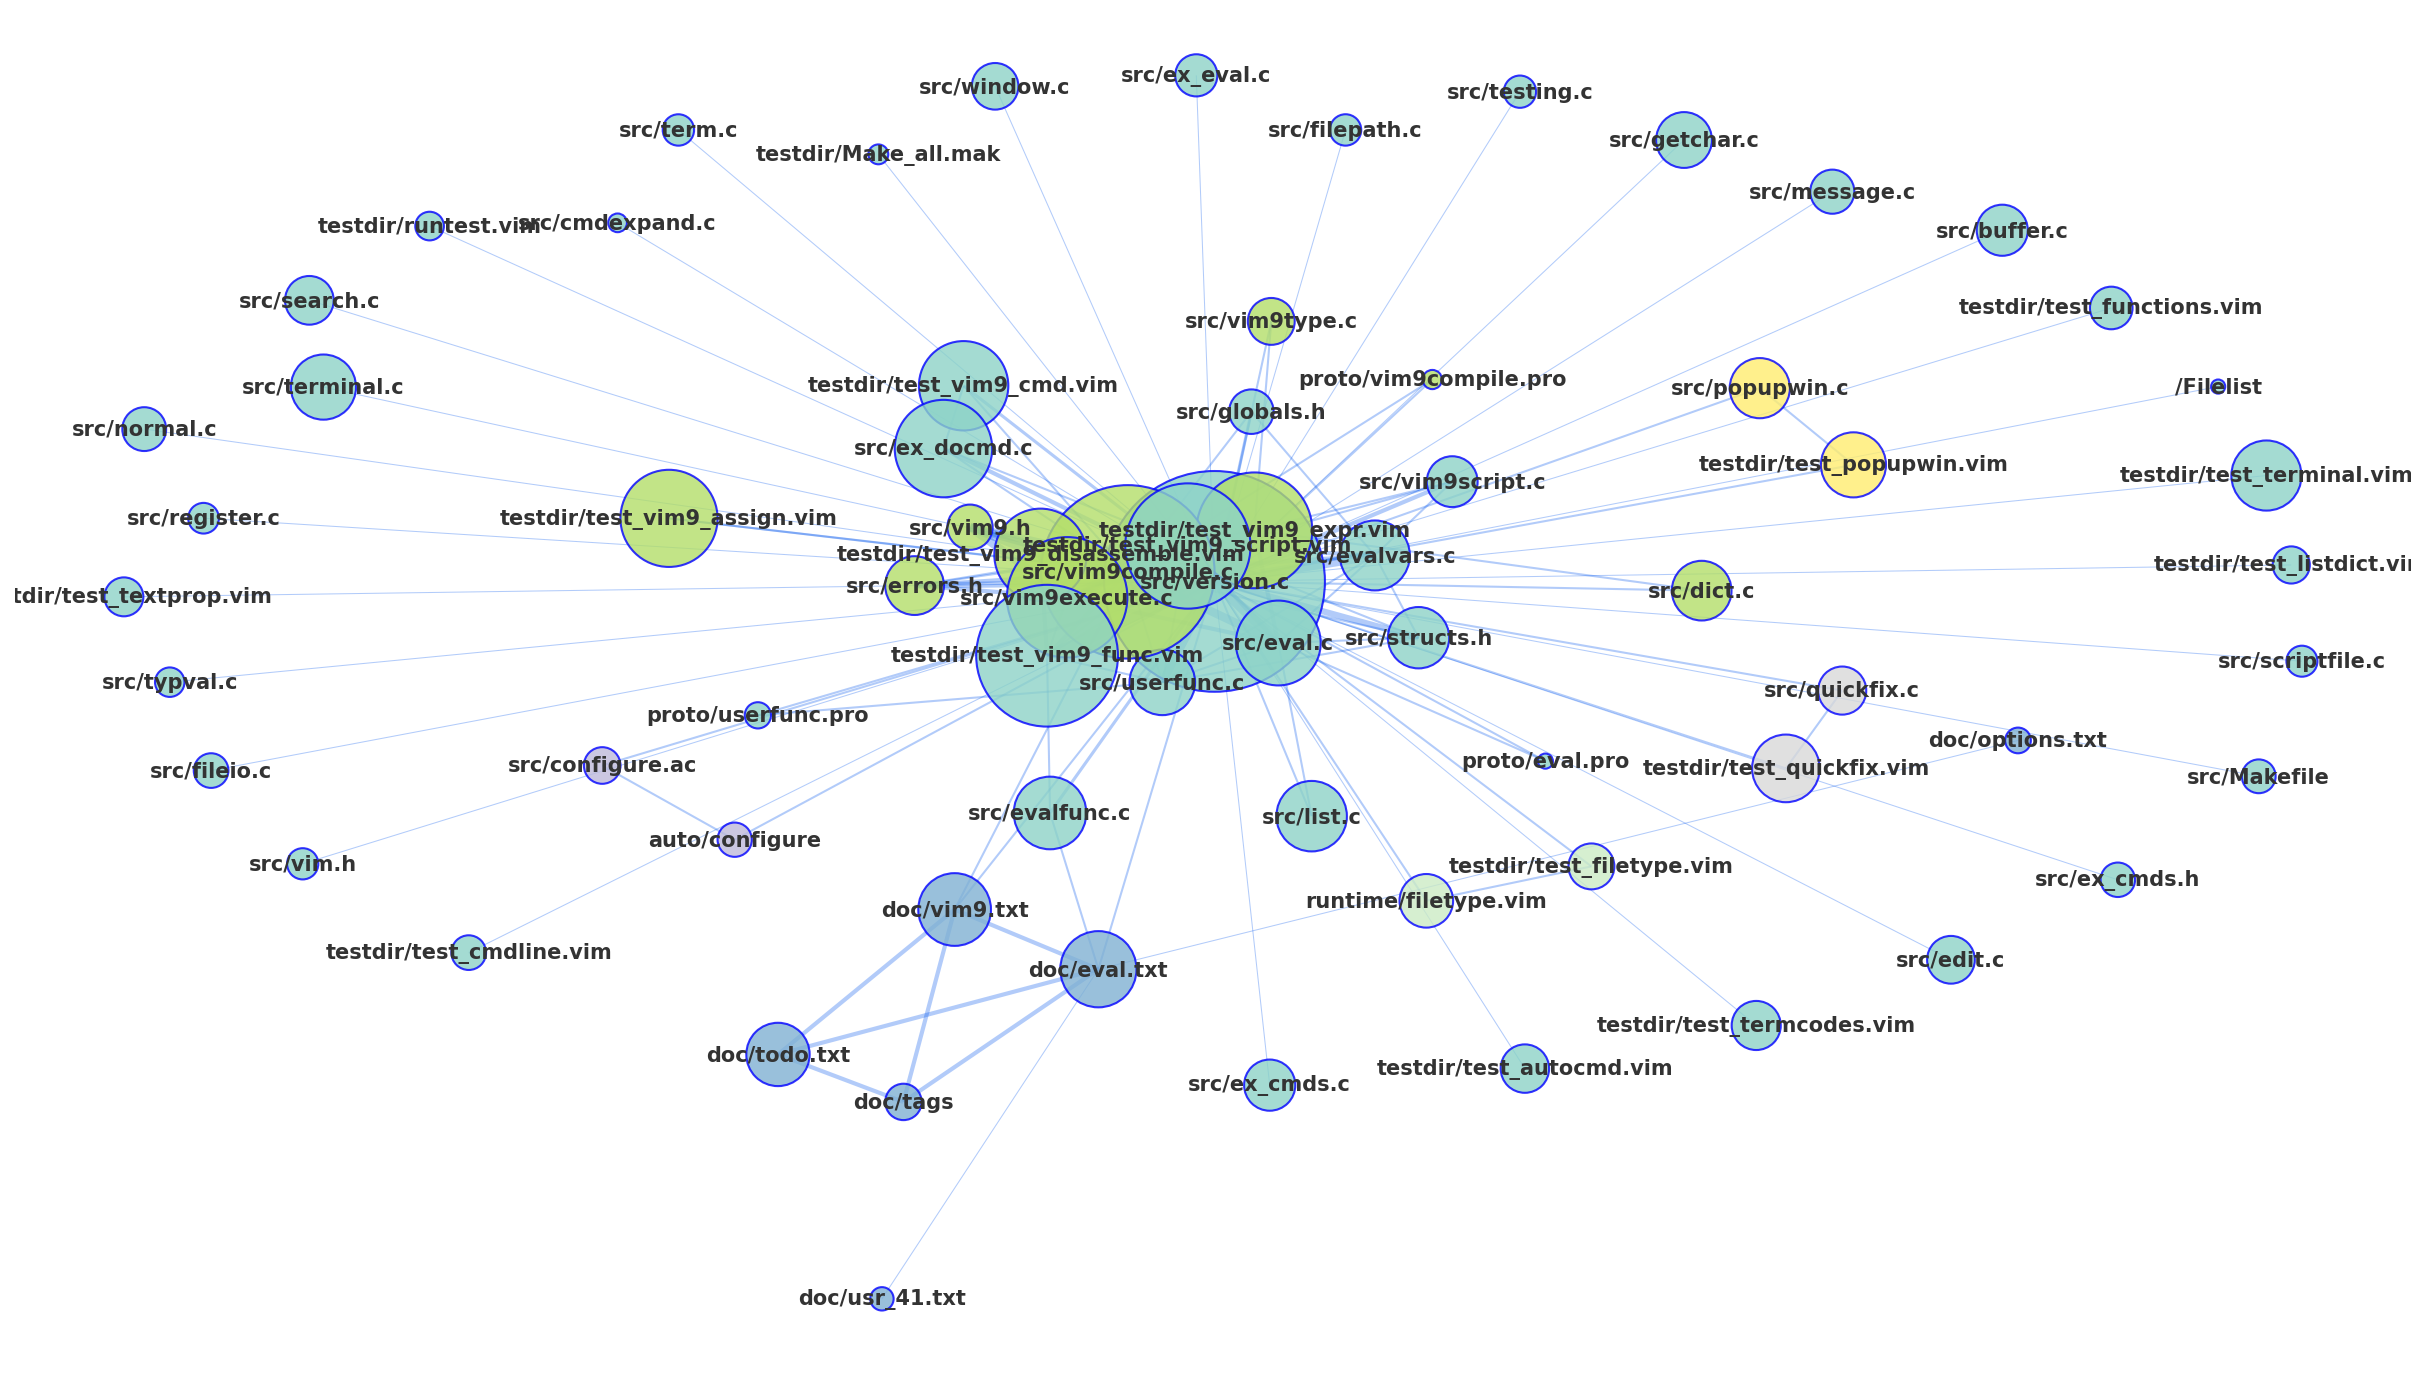 src/ex_eval.c
src/window.c
src/testing.c
src/term.c
src/filepath.c
src/getchar.c
testdir/Make_all.mak
src/message.c
testdir/runtest.vim
src/cmdexpand.c
src/buffer.c
src/search.c
testdir/test_functions.vim
src/vim9type.c
proto/vim9compile.pro
testdir/test_vim9_cmd.vim
src/terminal.c
src/popupwin.c
/Filelist
src/globals.h
src/normal.c
src/ex_docmd.c
testdir/test_popupwin.vim
testdir/test_terminal.vim
src/vim9script.c
src/register.c
testdir/test_vim9_assign.vim
src/vim9.h
testdir/test_vim9_expr.vim
testdir/test_vim9_script.vim
testdir/test_vim9_disassemble.vim
src/evalvars.c
testdir/test_listdict.vim
src/vim9compile.c
src/version.c
src/errors.h
src/dict.c
tdir/test_textprop.vim
src/vim9execute.c
src/eval.c
src/structs.h
testdir/test_vim9_func.vim
src/scriptfile.c
src/typval.c
src/userfunc.c
src/quickfix.c
proto/userfunc.pro
doc/options.txt
src/configure.ac
proto/eval.pro
testdir/test_quickfix.vim
src/fileio.c
src/Makefile
src/evalfunc.c
src/list.c
auto/configure
src/vim.h
testdir/test_filetype.vim
src/ex_cmds.h
runtime/filetype.vim
doc/vim9.txt
testdir/test_cmdline.vim
src/edit.c
doc/eval.txt
testdir/test_termcodes.vim
doc/todo.txt
testdir/test_autocmd.vim
src/ex_cmds.c
doc/tags
doc/usr_41.txt